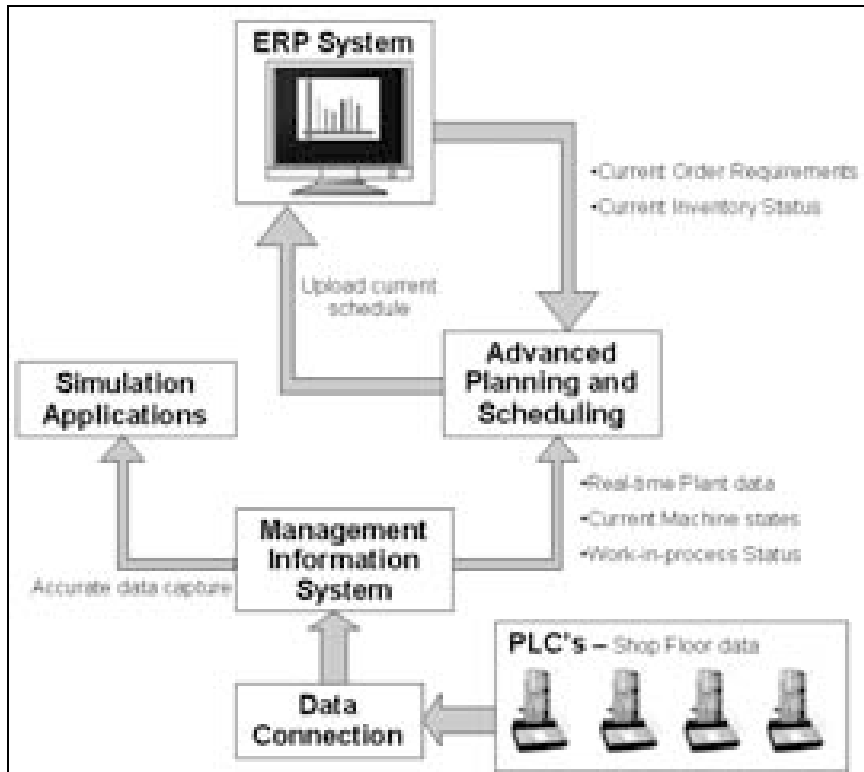 ERP System
•Current Order Requirements
•Current Inventory Status
Upload current
schedule
Advanced
Planning and
Scheduling
Simulation
Applications
•Real-time Plant data
•Current Machine states
•Work-in-process Status
Management
Information
System
Accurate data capture
PLC's – Shop Floor data
Data
Connection